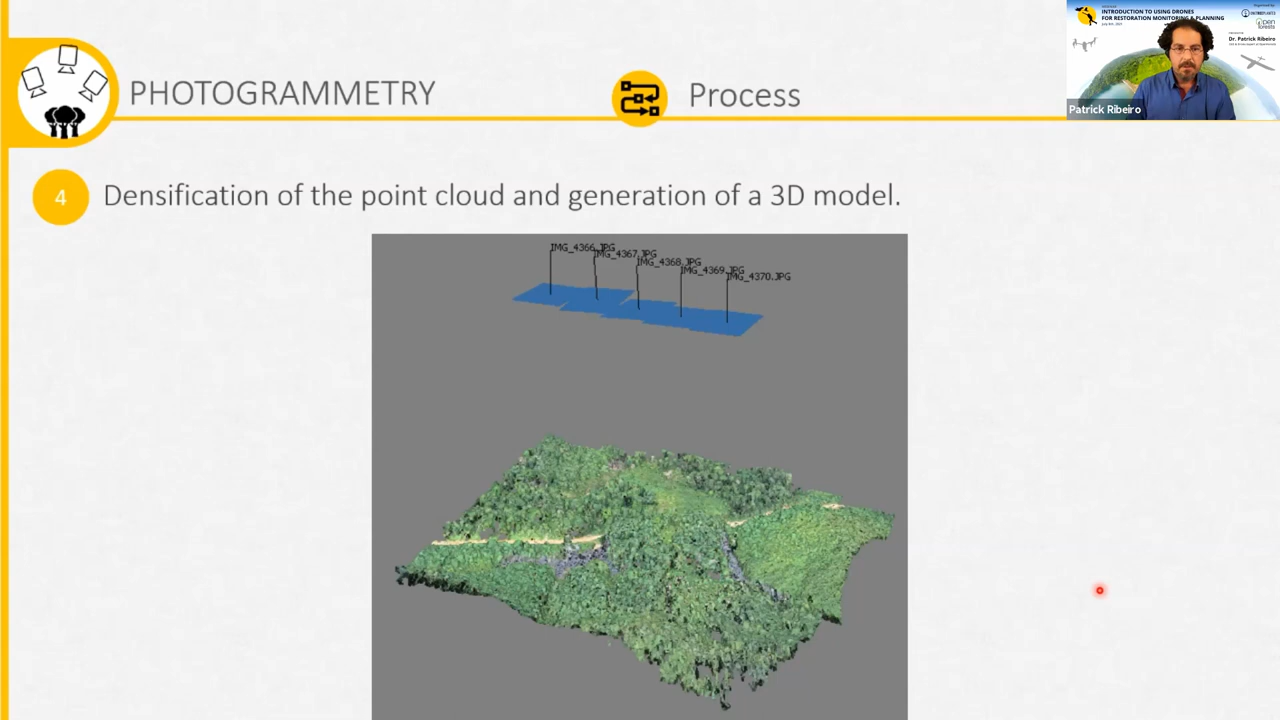 PHOTOGRAMMETRY
Process
INTRODUCTION TO USING DRONES
FOR RESTORATION MONITORING & PLANNING
Dr. Patrick Ribeiro
Patrick Ribeiro
4
Densification of the point cloud and generation of a 3D model.
IMG_4366.JPG
IMG_4367.JPG
IMG_4368.JPG
IMG_4369.JPG
IMG_4370.JPG